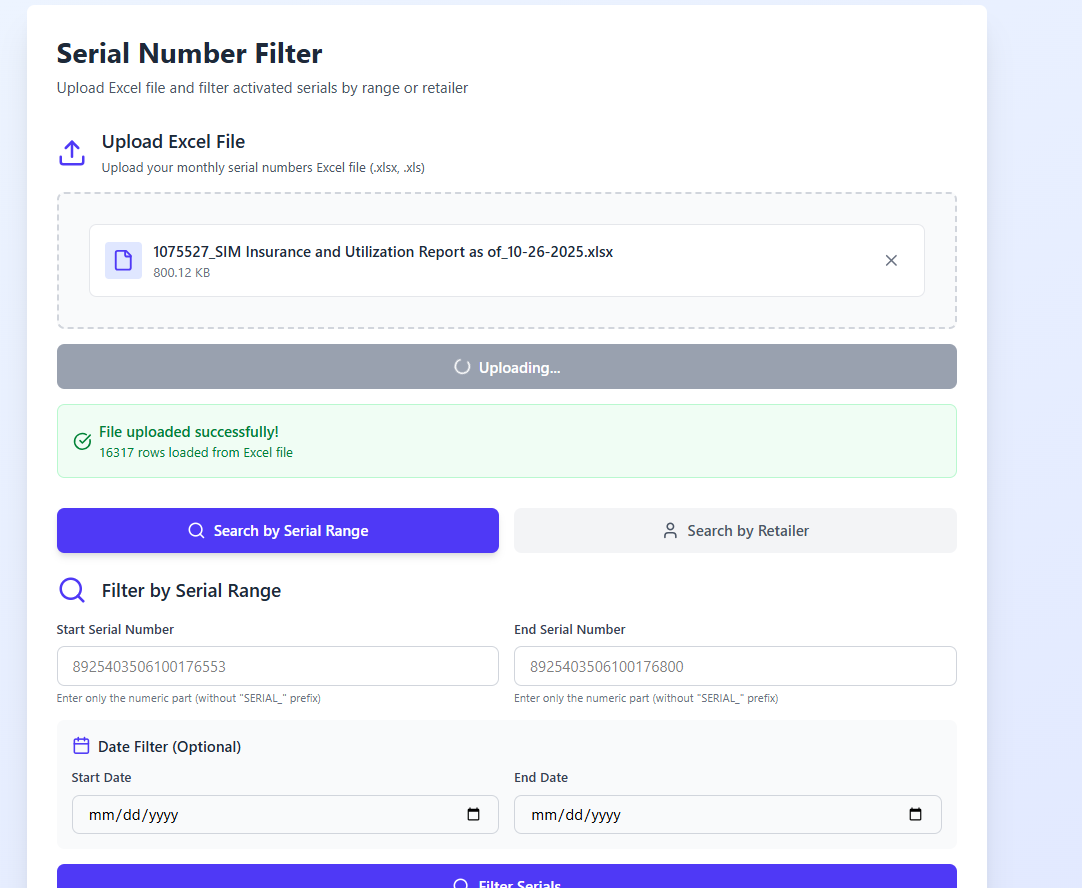 Serial Number Filter
Upload Excel file and filter activated serials by range or retailer
Upload Excel File
Upload your monthly serial numbers Excel file (.xlsx, .xls)
1075527_SIM Insurance and Utilization Report as of_10-26-2025.xlsx
800.12 KB
Uploading...
File uploaded successfully!
16317 rows loaded from Excel file
Search by Serial Range
Search by Retailer
Filter by Serial Range
Start Serial Number
End Serial Number
8925403506100176553
8925403506100176800
Enter only the numeric part (without "SERIAL_" prefix)
Enter only the numeric part (without "SERIAL_" prefix)
Date Filter (Optional)
Start Date
End Date
mm/dd/yyyy
mm/dd/yyyy
Filter Serials